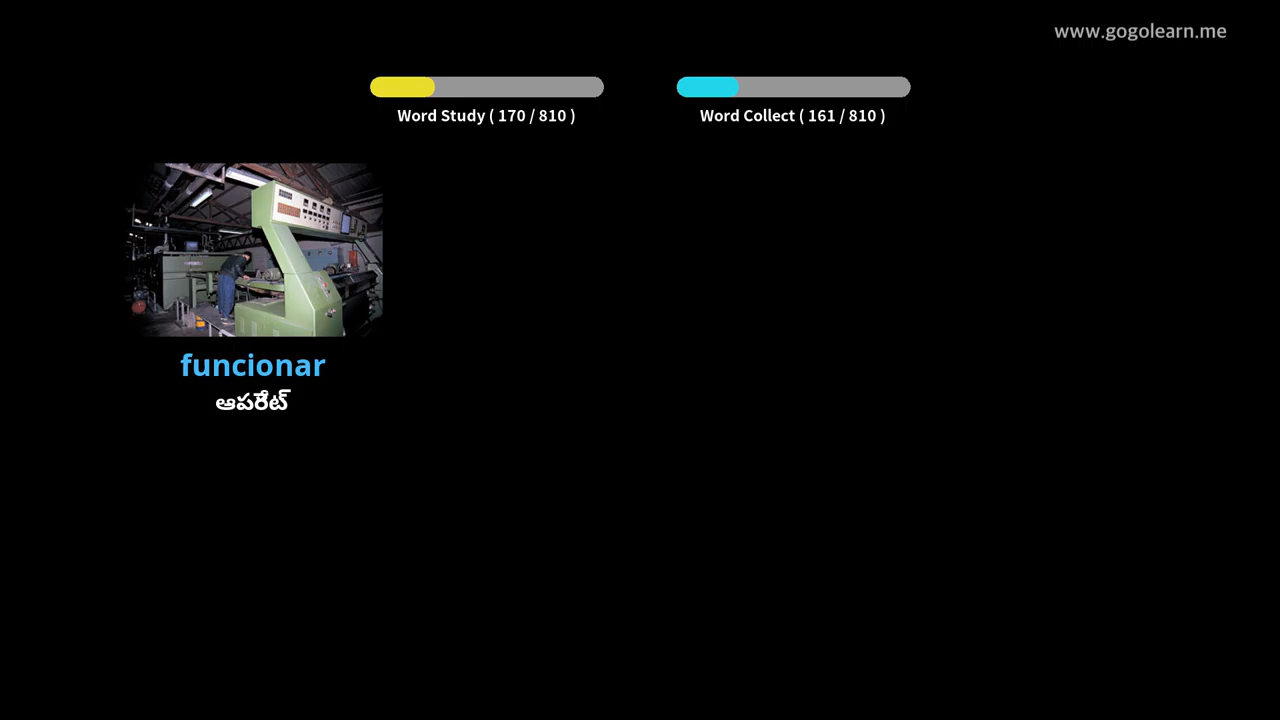 www.gogolearn.me
Word Study ( 170 / 810 )
Word Collect ( 161 / 810 )
funcionar
ఆపరేట్